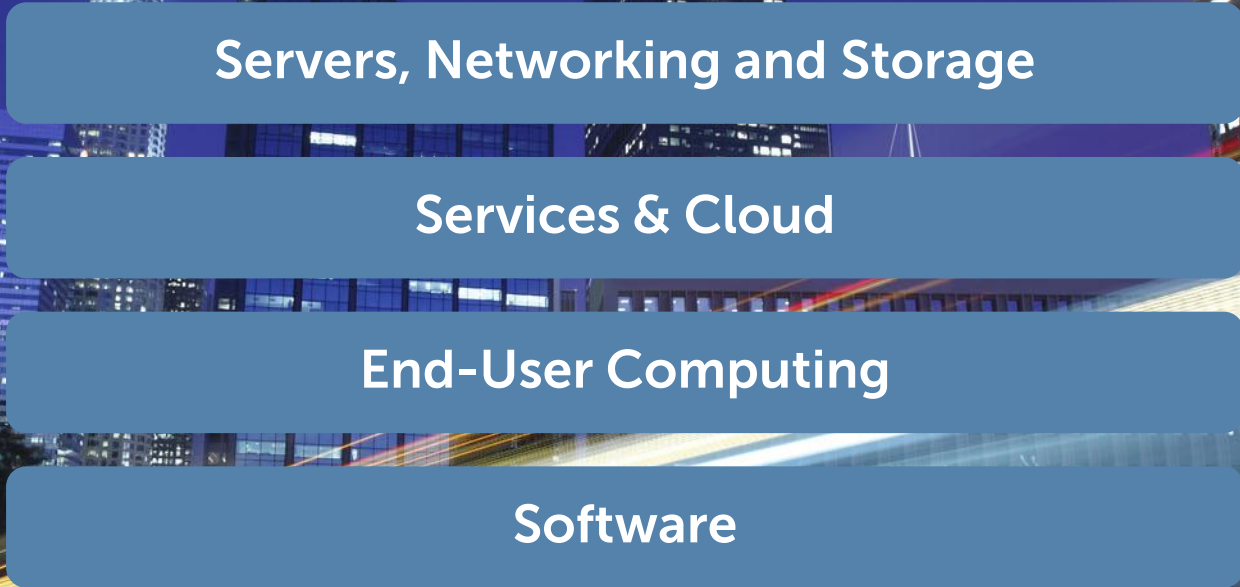 Servers, Networking and Storage
Services & Cloud
End-User Computing
Software